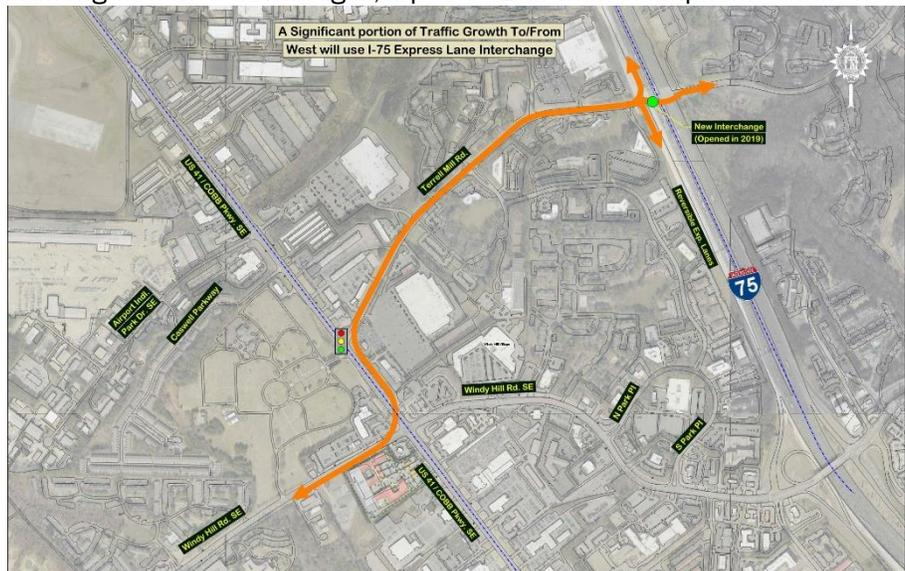 A Significant portion of Traffic Growth To/From
West will use I-75 Express Lane Interchange
New Interchange
(Opened in 2019)
Terrell Mill Rd.
US 41 / COBB Pkwy. SE
Reversible Exp. Lanes
75
Airport Indl.
Park Dr. SE
Caswell Parkway
Windy Hill Rd. SE
N Park Pl
S Park Pl
US 41 / COBB Pkwy. SE
Windy Hill Rd. SE